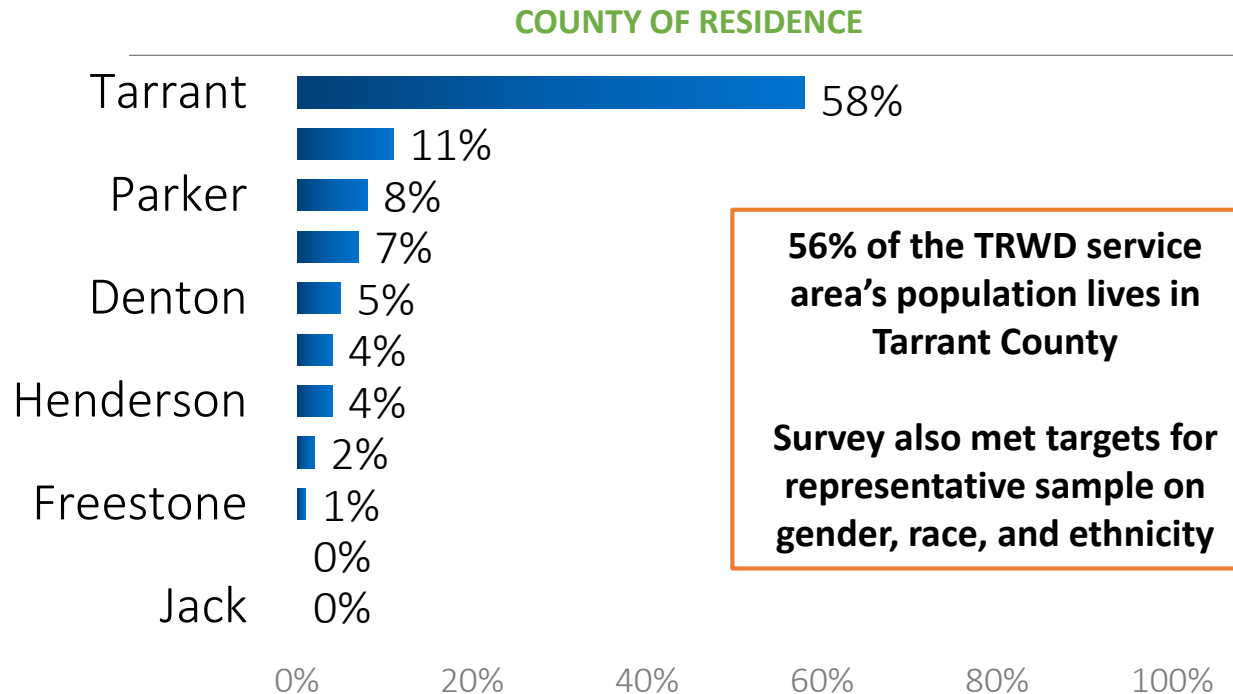 COUNTY OF RESIDENCE
Tarrant 58%
11%
Parker 8%
7%
Denton 5%
4%
Henderson 4%
2%
Freestone 1%
0%
Jack 0%
0% 20% 40% 60% 80% 100%
56% of the TRWD service
area's population lives in
Tarrant County
Survey also met targets for
representative sample on
gender, race, and ethnicity